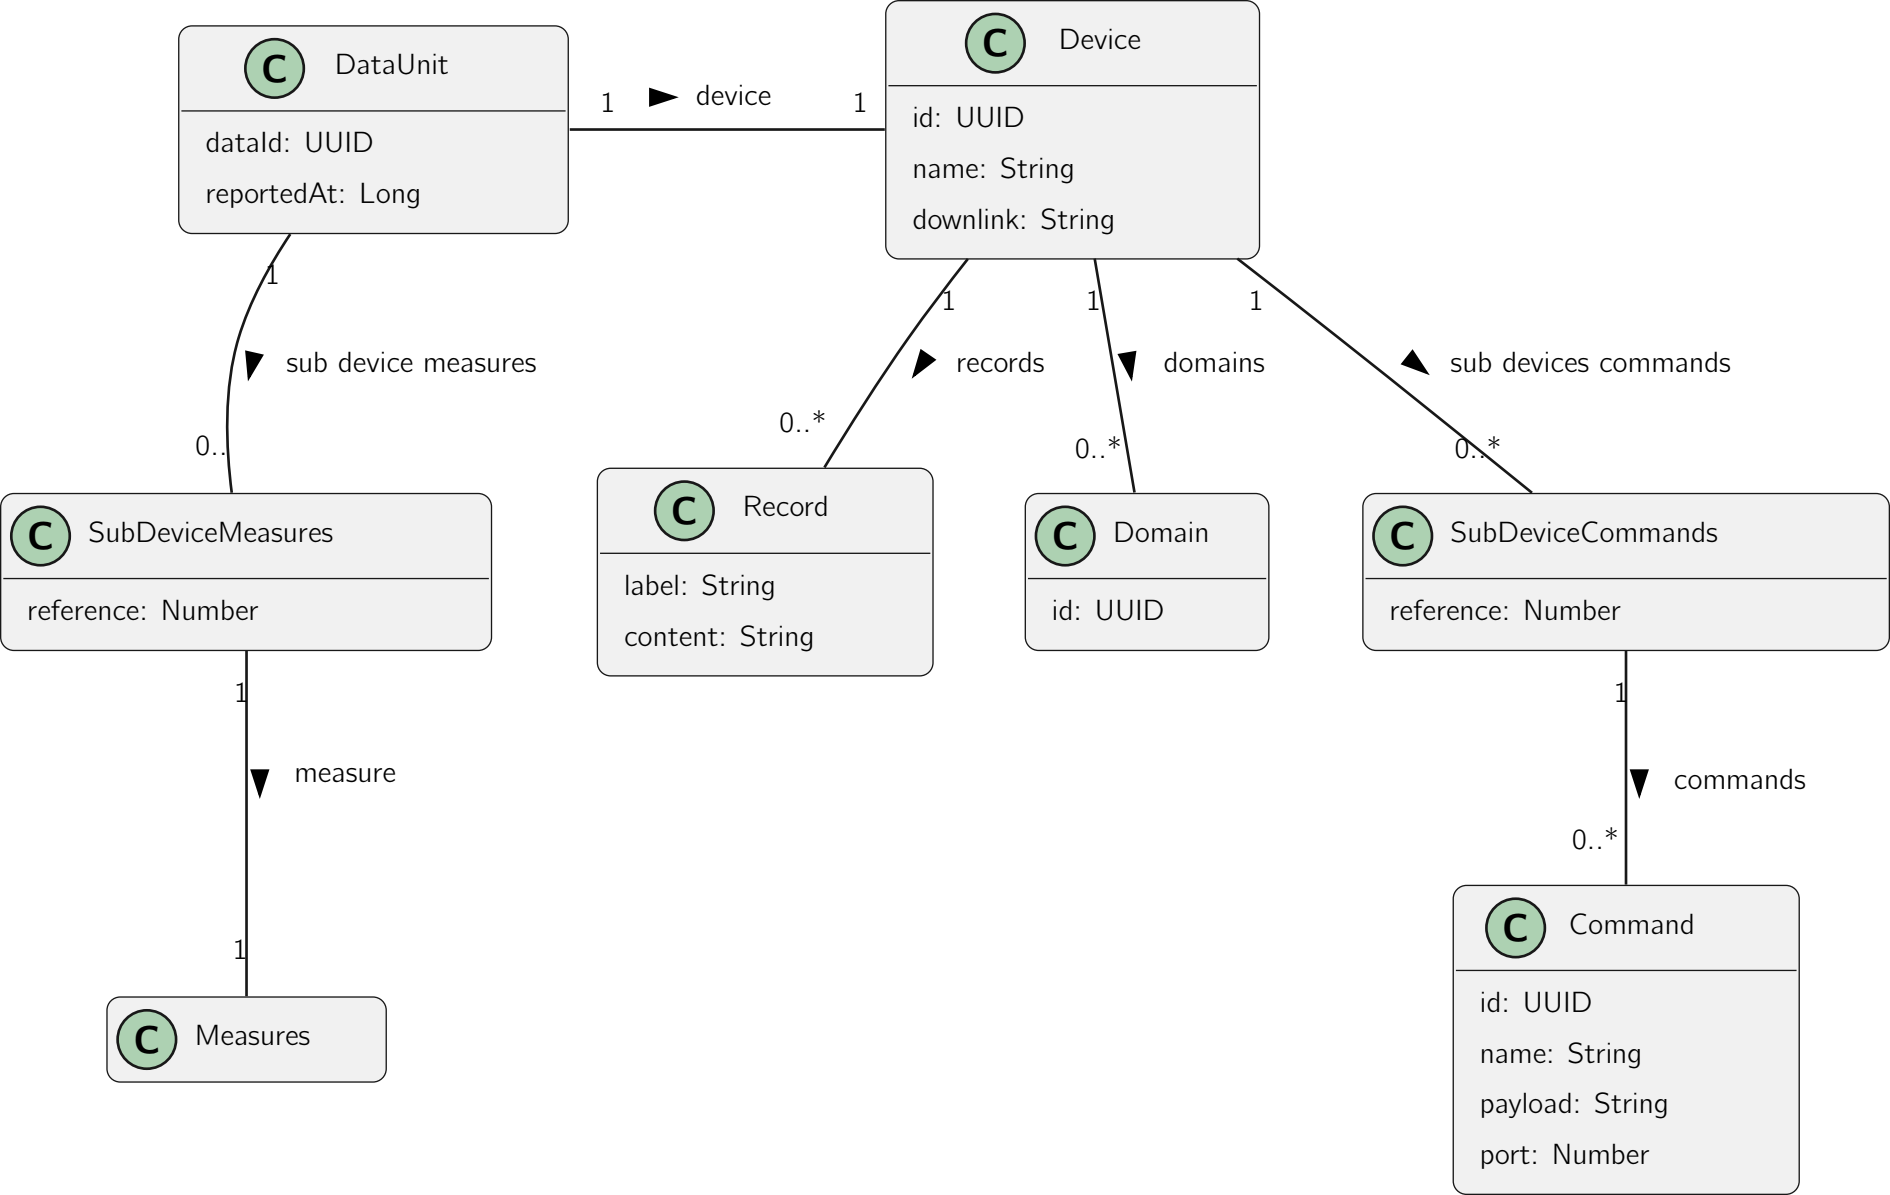 C DataUnit
dataId: UUID
reportedAt: Long
1 device 1
C Device
id: UUID
name: String
downlink: String
1
sub device measures
0..
1
records
0..*
1
domains
0..*
1
sub devices commands
0..*
C SubDeviceMeasures
reference: Number
C Record
label: String
content: String
C Domain
id: UUID
C SubDeviceCommands
reference: Number
1
measure
1
C Measures
1
commands
0..*
C Command
id: UUID
name: String
payload: String
port: Number